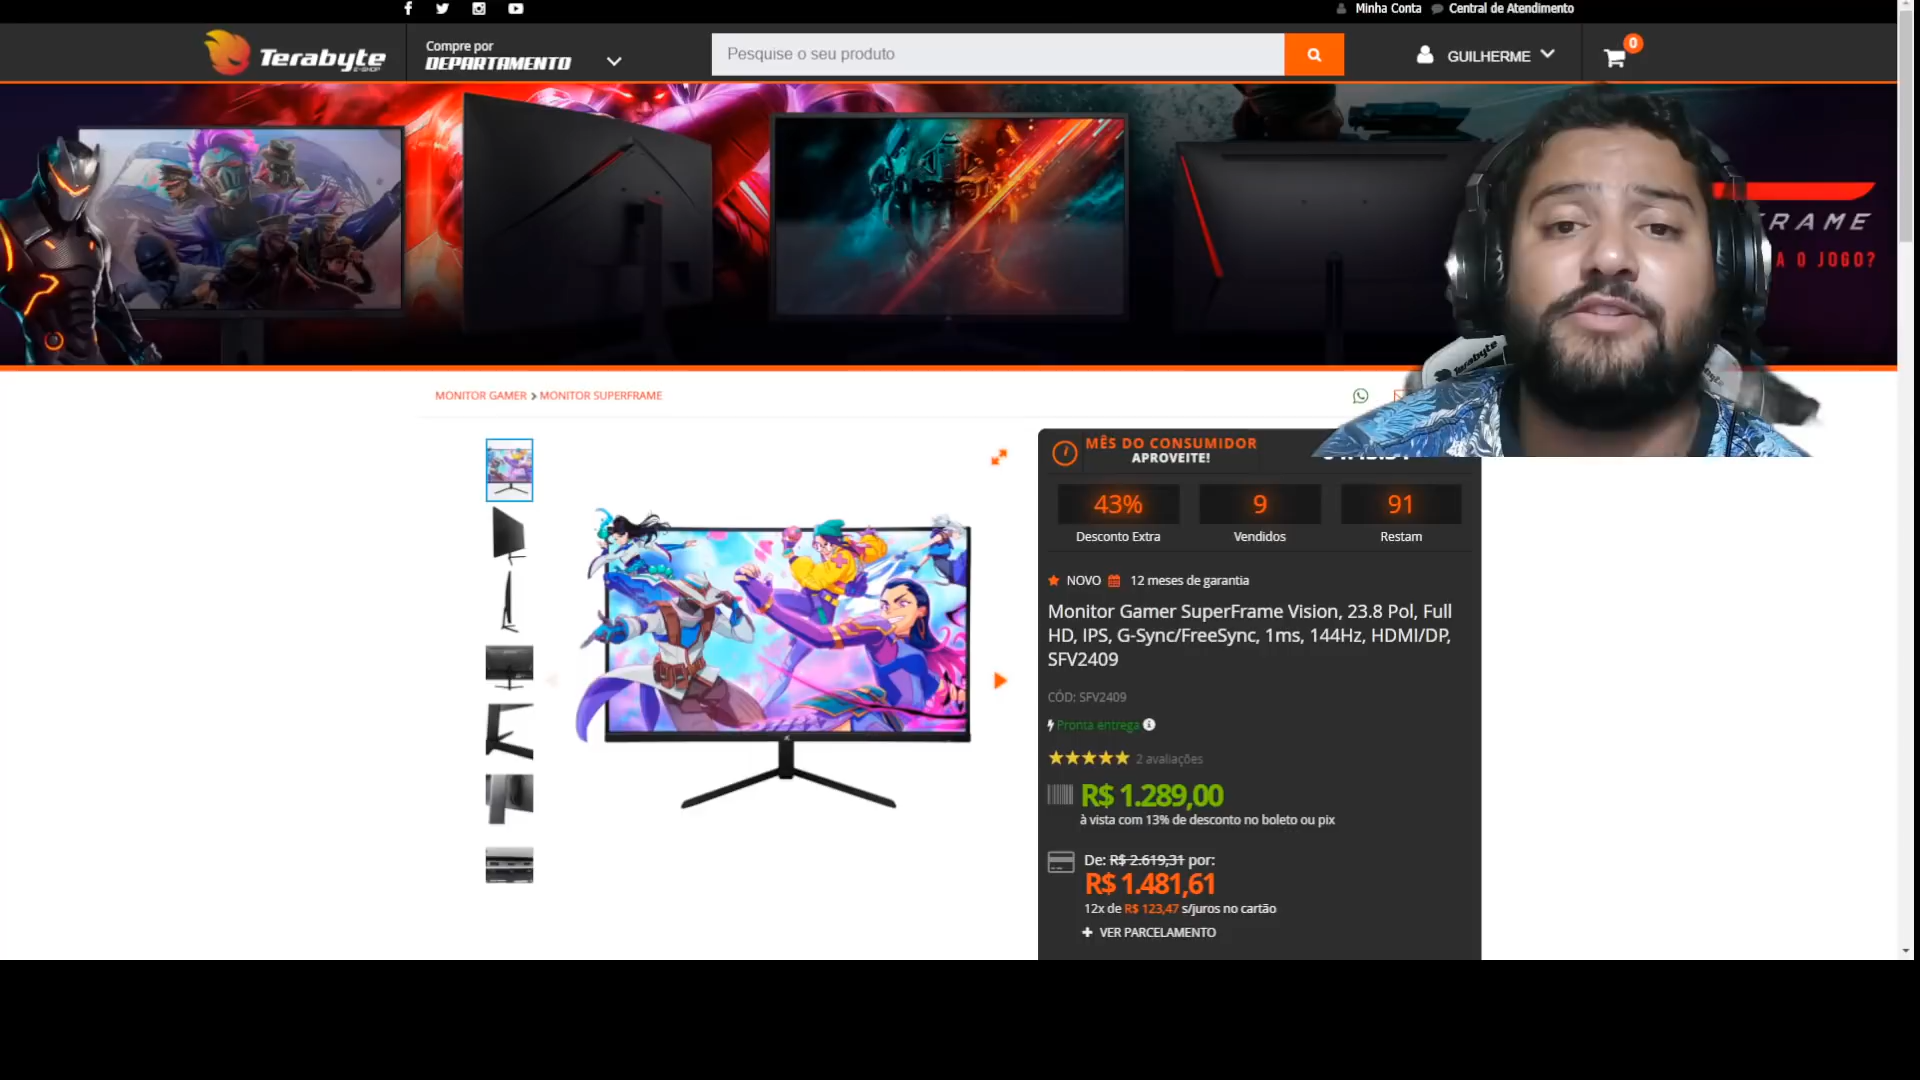 Minha Conta
Central de Atendimento
Terabyte
E-SHOP
Compre por
DEPARTAMENTO
Pesquise o seu produto
GUILHERME
0
RAME
A O JOGO?
Terabyte
MONITOR GAMER > MONITOR SUPERFRAME
MÊS DO CONSUMIDOR
APROVEITE!
43%
9
91
Desconto Extra
Vendidos
Restam
NOVO
12 meses de garantia
Monitor Gamer SuperFrame Vision, 23.8 Pol, Full
HD, IPS, G-Sync/FreeSync, 1ms, 144Hz, HDMI/DP,
SFV2409
CÓD: SFV2409
Pronta entrega
2 avaliações
R$ 1.289,00
à vista com 13% de desconto no boleto ou pix
De: R$ 2.619,31 por:
R$ 1.481,61
12x de R$ 123,47 s/juros no cartão
+ VER PARCELAMENTO